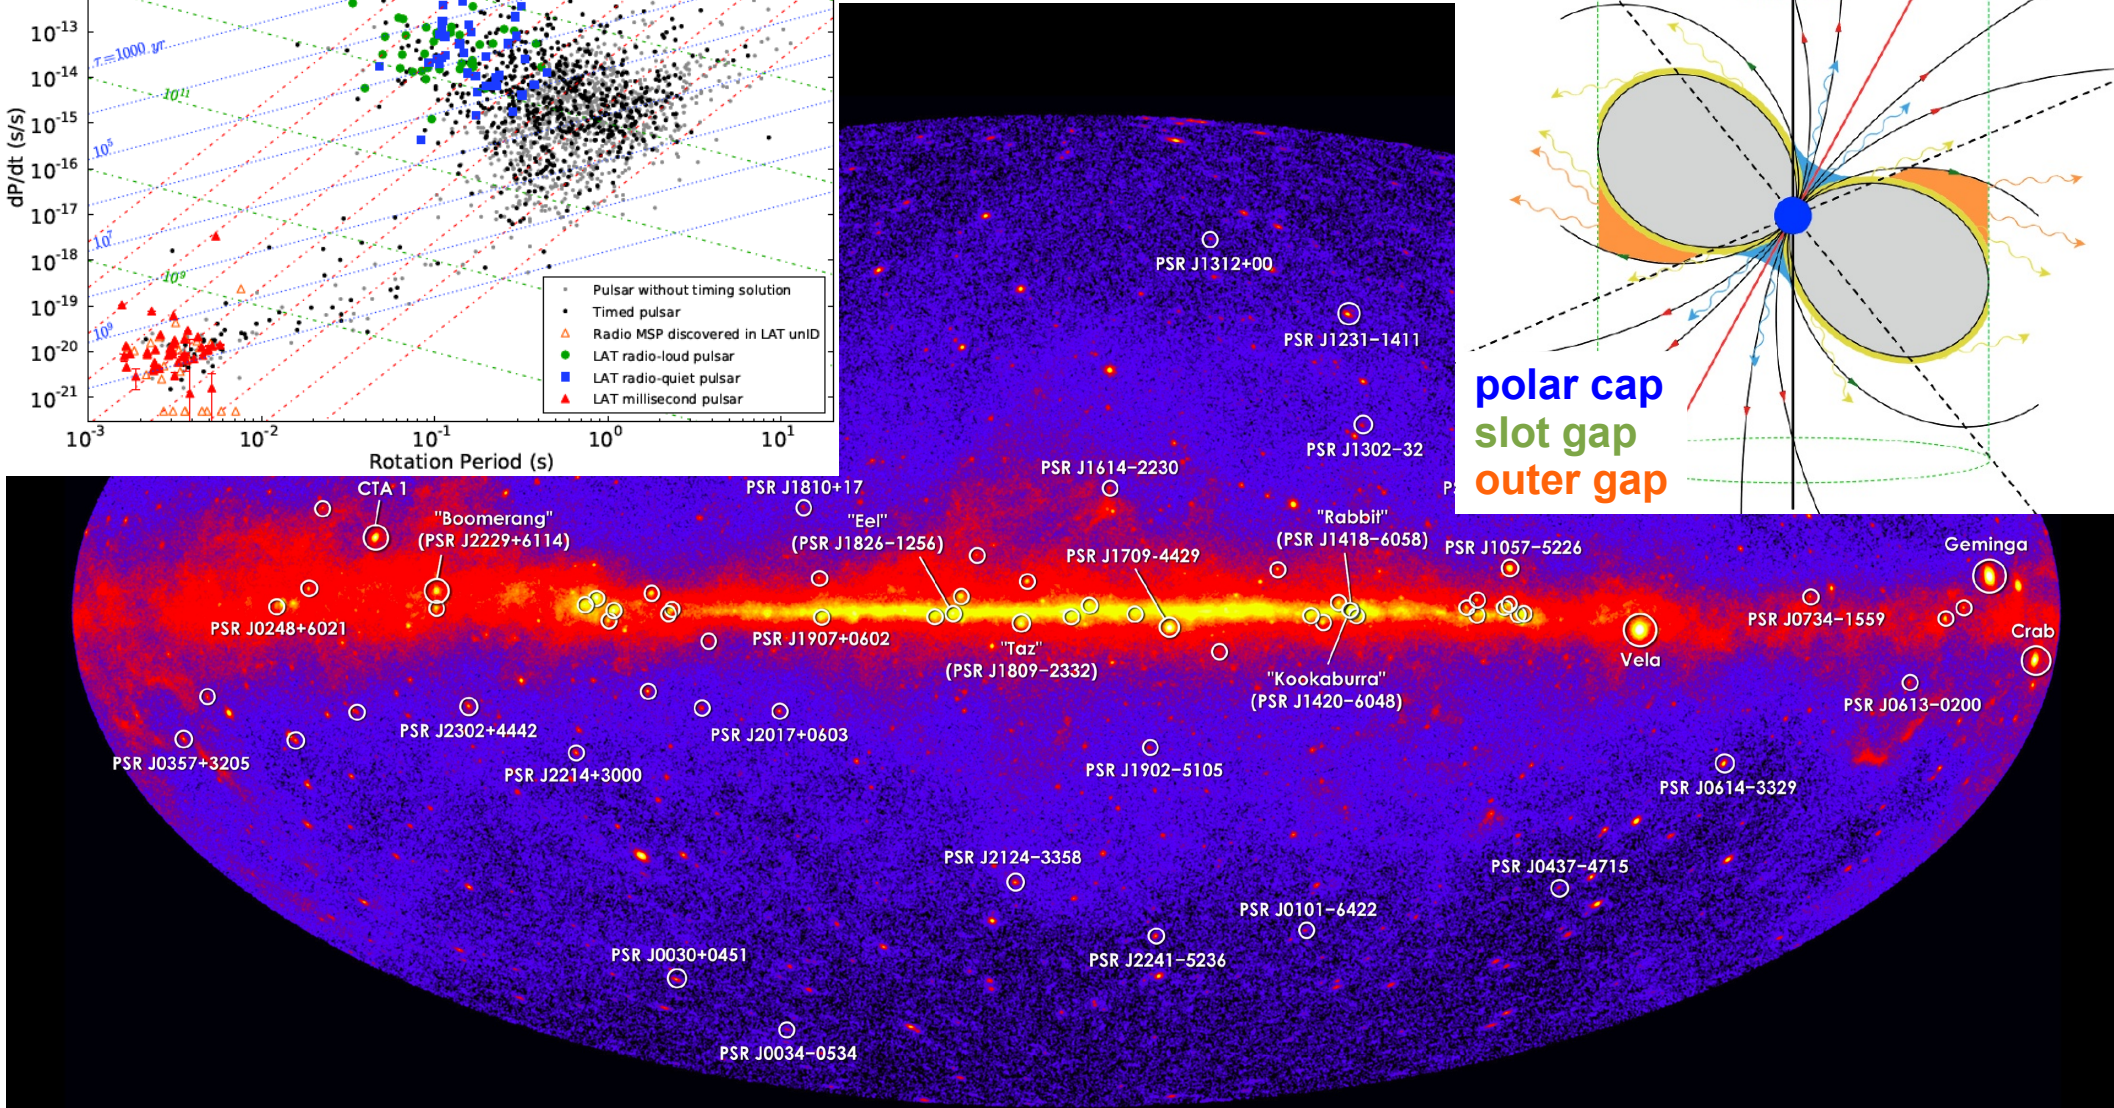 10-13
10-14
10-15
10-16
10-17
10-18
10-19
10-20
10-21
dP/dt (s/s)
τ=1000 yr
10^11
10^5
10^7
10^9
10^9
Pulsar without timing solution
Timed pulsar
Radio MSP discovered in LAT unID
LAT radio-loud pulsar
LAT radio-quiet pulsar
LAT millisecond pulsar
10-3
10-2
10-1
10^0
10^1
Rotation Period (s)
polar cap
slot gap
outer gap
PSR J1312+00
PSR J1231−1411
PSR J1302−32
PSR J1614−2230
PS
CTA 1
PSR J1810+17
"Boomerang"
(PSR J2229+6114)
"Eel"
(PSR J1826−1256)
PSR J1709-4429
"Rabbit"
(PSR J1418−6058)
PSR J1057−5226
Geminga
PSR J0248+6021
PSR J1907+0602
"Taz"
(PSR J1809−2332)
"Kookaburra"
(PSR J1420−6048)
Vela
PSR J0734−1559
Crab
PSR J0613−0200
PSR J0357+3205
PSR J2302+4442
PSR J2214+3000
PSR J2017+0603
PSR J1902−5105
PSR J0614−3329
PSR J2124−3358
PSR J0437−4715
PSR J0101−6422
PSR J2241−5236
PSR J0030+0451
PSR J0034−0534